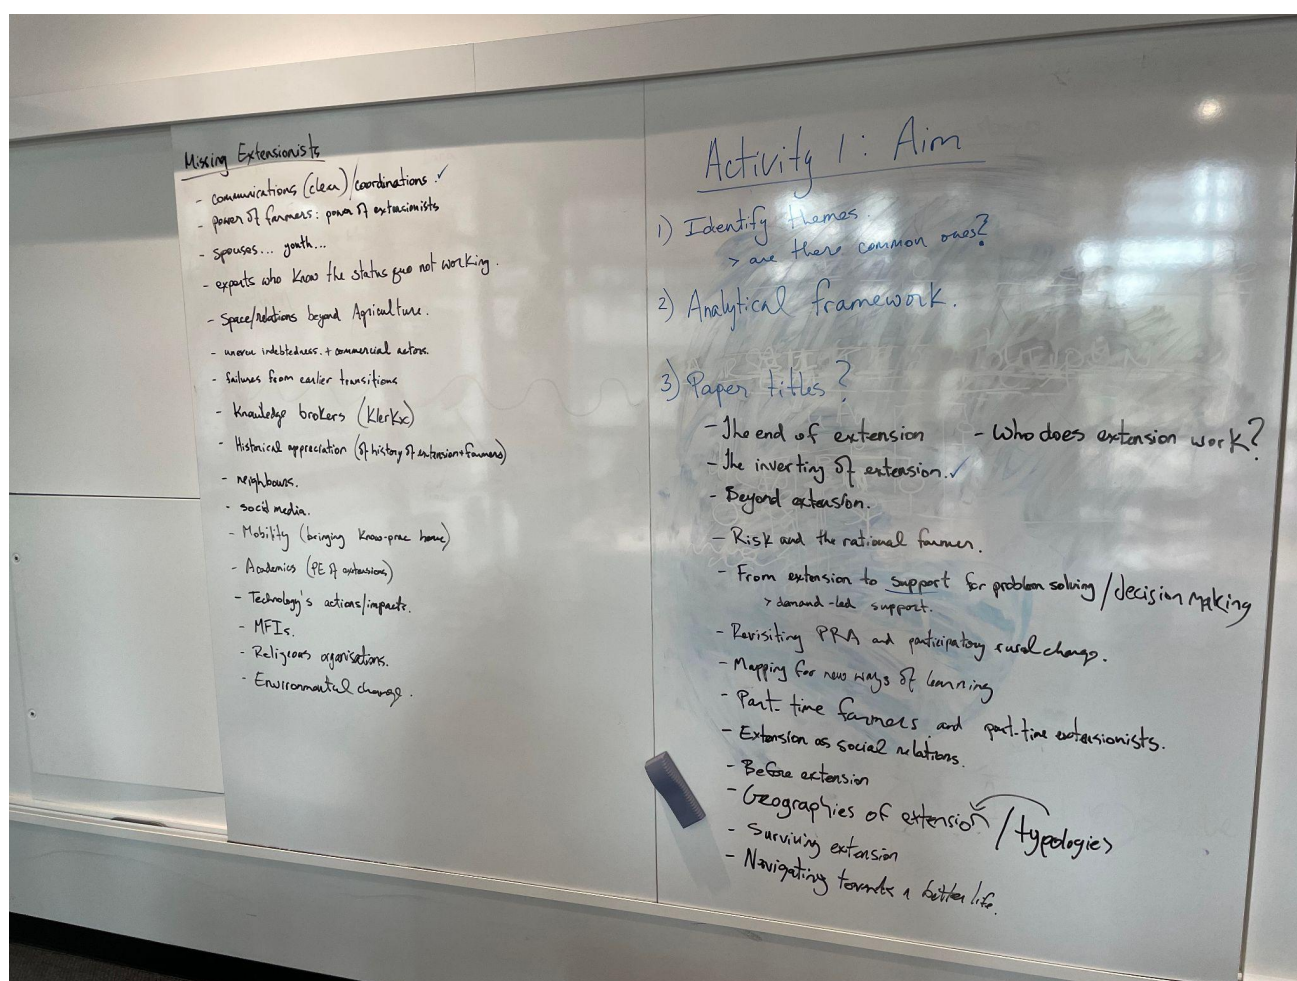 Missing Extensionists
- communications (clear) / coordinations. ✓
- power of farmers: power of extensionists
- spouses... youth...
- experts who know the status quo not working.
- Space/relations beyond Agriculture.
- uneven indebtedness. + commercial actors.
- failures from earlier transitions
- Knowledge brokers (Klerkx)
- Historical appreciation (of history of extension + farmers)
- neighbours.
- social media.
- Mobility (bringing know-prac home)
- Academics (PE of extensions)
- Technology's actions/impacts.
- MFIs.
- Religious organisations.
- Environmental change.
Activity 1: Aim
1) Identify themes.
> are there common ones?
2) Analytical framework.
3) Paper titles?
- The end of extension - Who does extension work?
- The inverting of extension. ✓
- Beyond extension.
- Risk and the rational farmer.
- From extension to support for problem solving / decision making
> demand-led support.
- Revisiting PRA and participatory rural change.
- Mapping for new ways of learning
- Part-time farmers and part-time extensionists.
- Extension as social relations.
- Before extension
- Geographies of extension / typologies
- Surviving extension
- Navigating towards a better life.